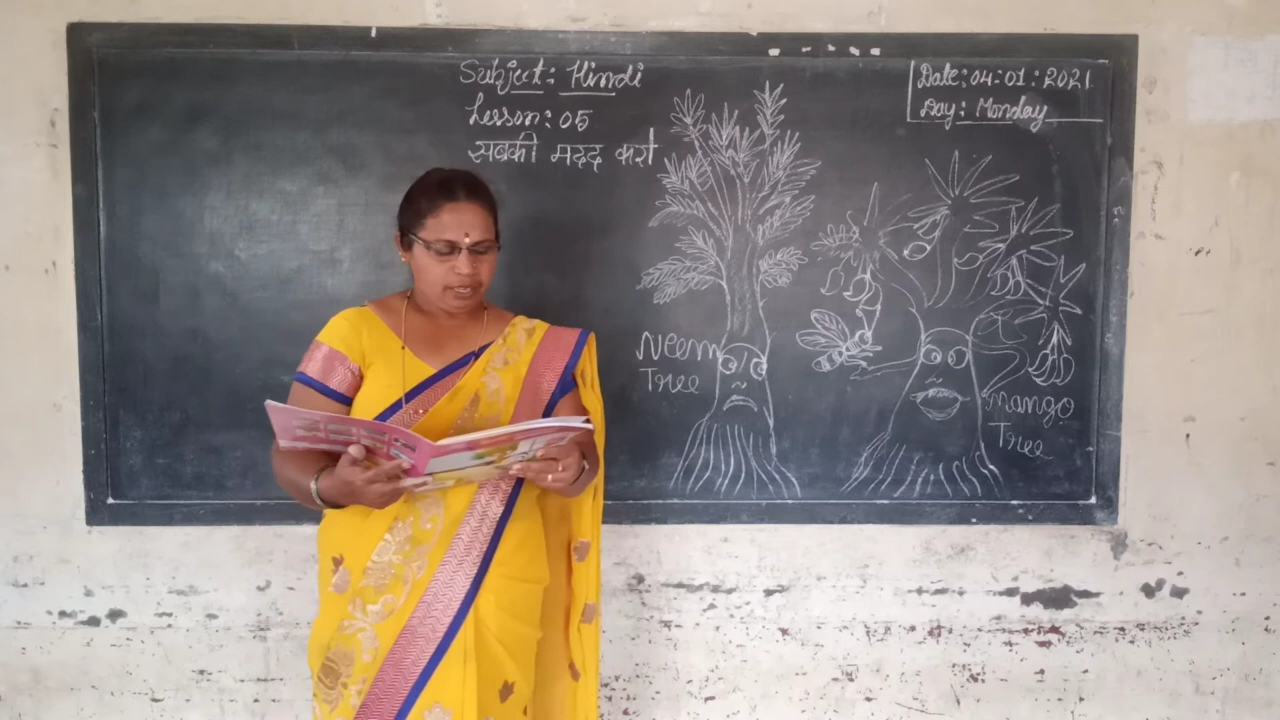 Subject: Hindi
Lesson: 05
सबकी मदद करो
Date: 04:01:2021
Day: Monday
Neem
Tree
Mango
Tree